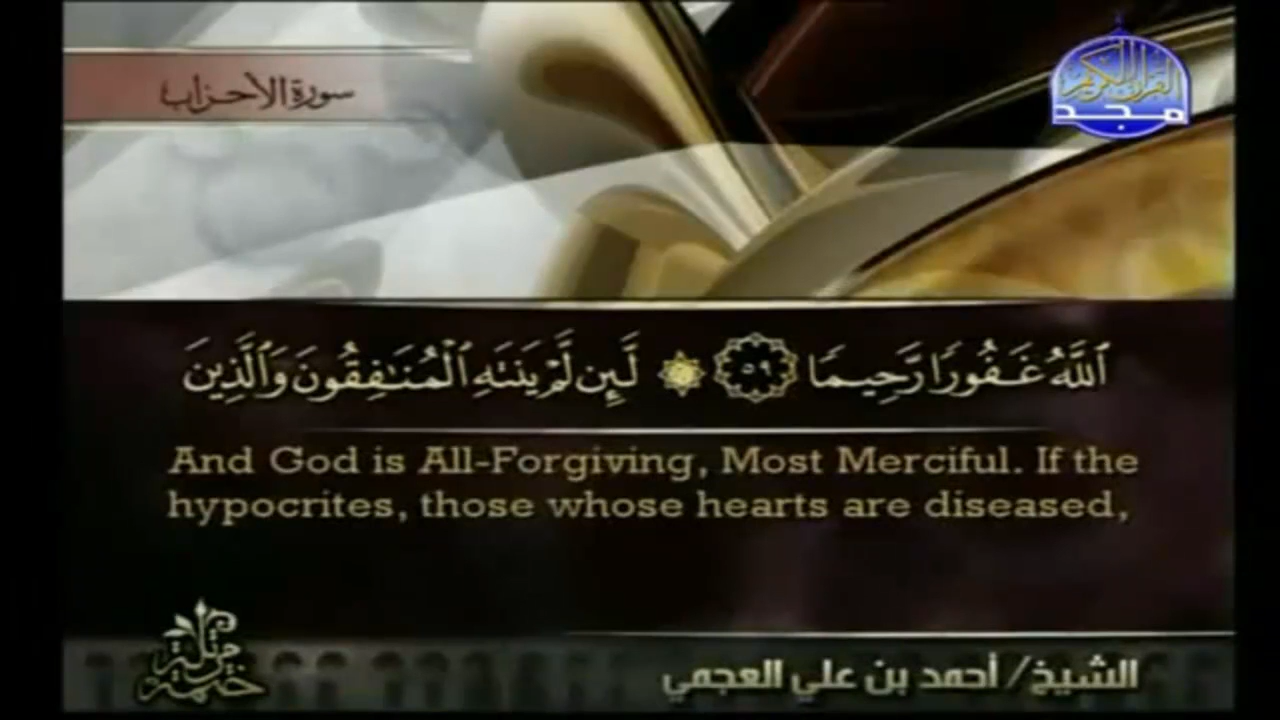 سورة الأحزاب
القرآن الكريم
مجد
ٱللَّهُ غَفُورًا رَّحِيمًا ٥٩ ۞ لَّئِن لَّمْ يَنتَهِ ٱلْمُنَـٰفِقُونَ وَٱلَّذِينَ
And God is All-Forgiving, Most Merciful. If the
hypocrites, those whose hearts are diseased,
ختمة مرتلة
الشيخ/ أحمد بن علي العجمي